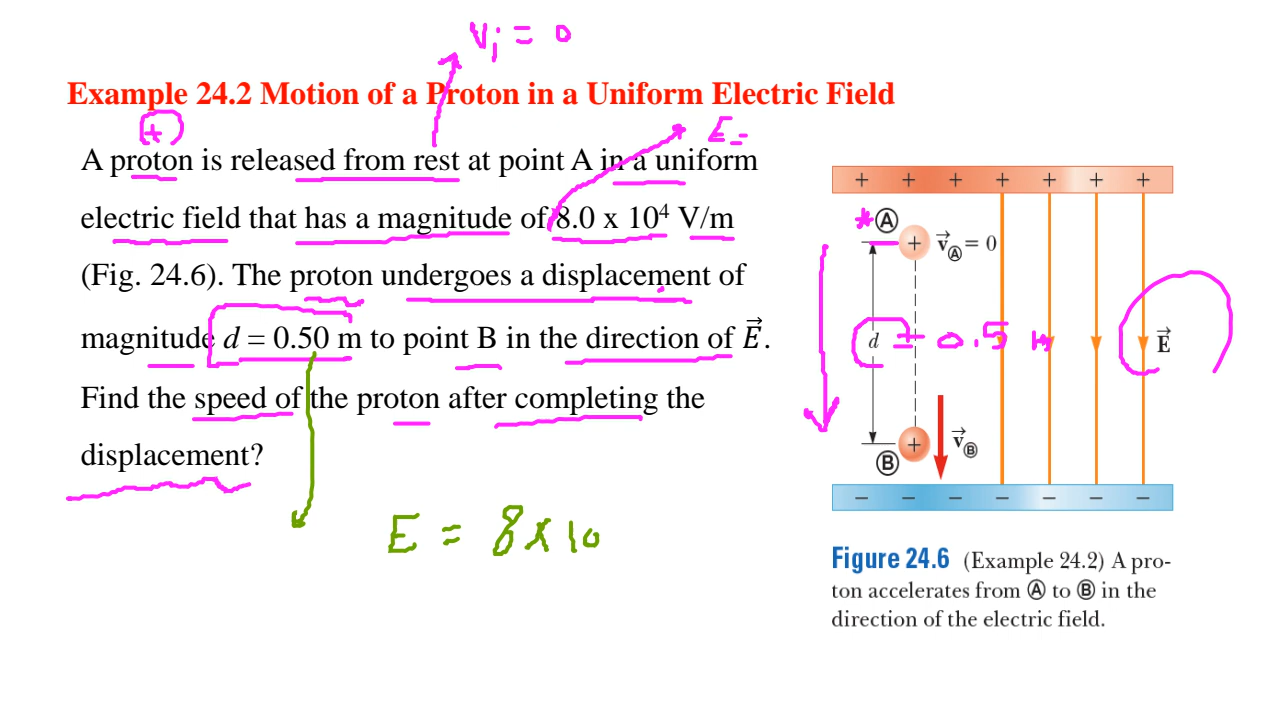 vi = 0
Example 24.2 Motion of a Proton in a Uniform Electric Field
(+)
E =
A proton is released from rest at point A in a uniform
electric field that has a magnitude of 8.0 x 10⁴ V/m
(Fig. 24.6). The proton undergoes a displacement of
magnitude d = 0.50 m to point B in the direction of E⃗.
Find the speed of the proton after completing the
displacement?
E = 8 x 10
+ + + + + + +
*Ⓐ
+ v⃗Ⓐ = 0
d = 0.5 m
E⃗
+ v⃗Ⓑ
Ⓑ
− − − − − − −
Figure 24.6 (Example 24.2) A pro-
ton accelerates from Ⓐ to Ⓑ in the
direction of the electric field.